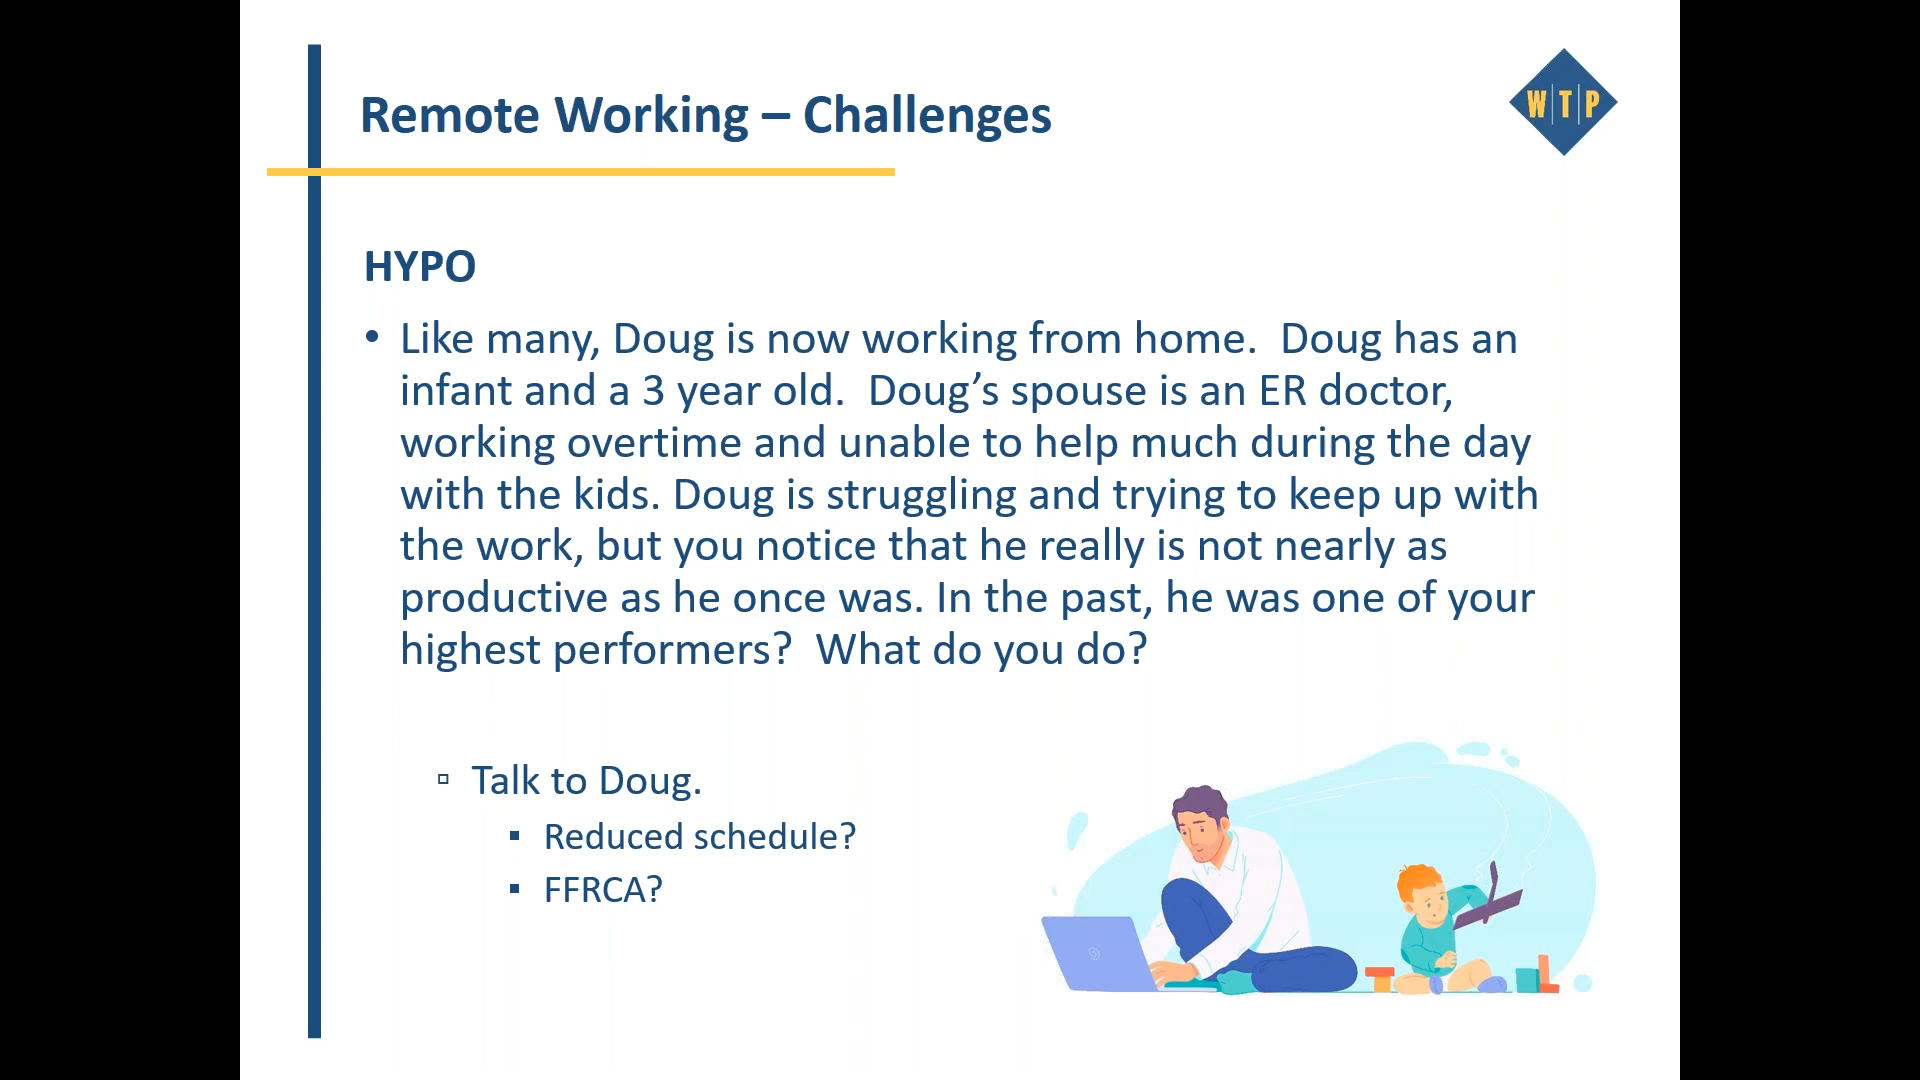 Remote Working – Challenges
W|T|P
HYPO
• Like many, Doug is now working from home.  Doug has an
infant and a 3 year old.  Doug’s spouse is an ER doctor,
working overtime and unable to help much during the day
with the kids. Doug is struggling and trying to keep up with
the work, but you notice that he really is not nearly as
productive as he once was. In the past, he was one of your
highest performers?  What do you do?
▫ Talk to Doug.
▪ Reduced schedule?
▪ FFRCA?